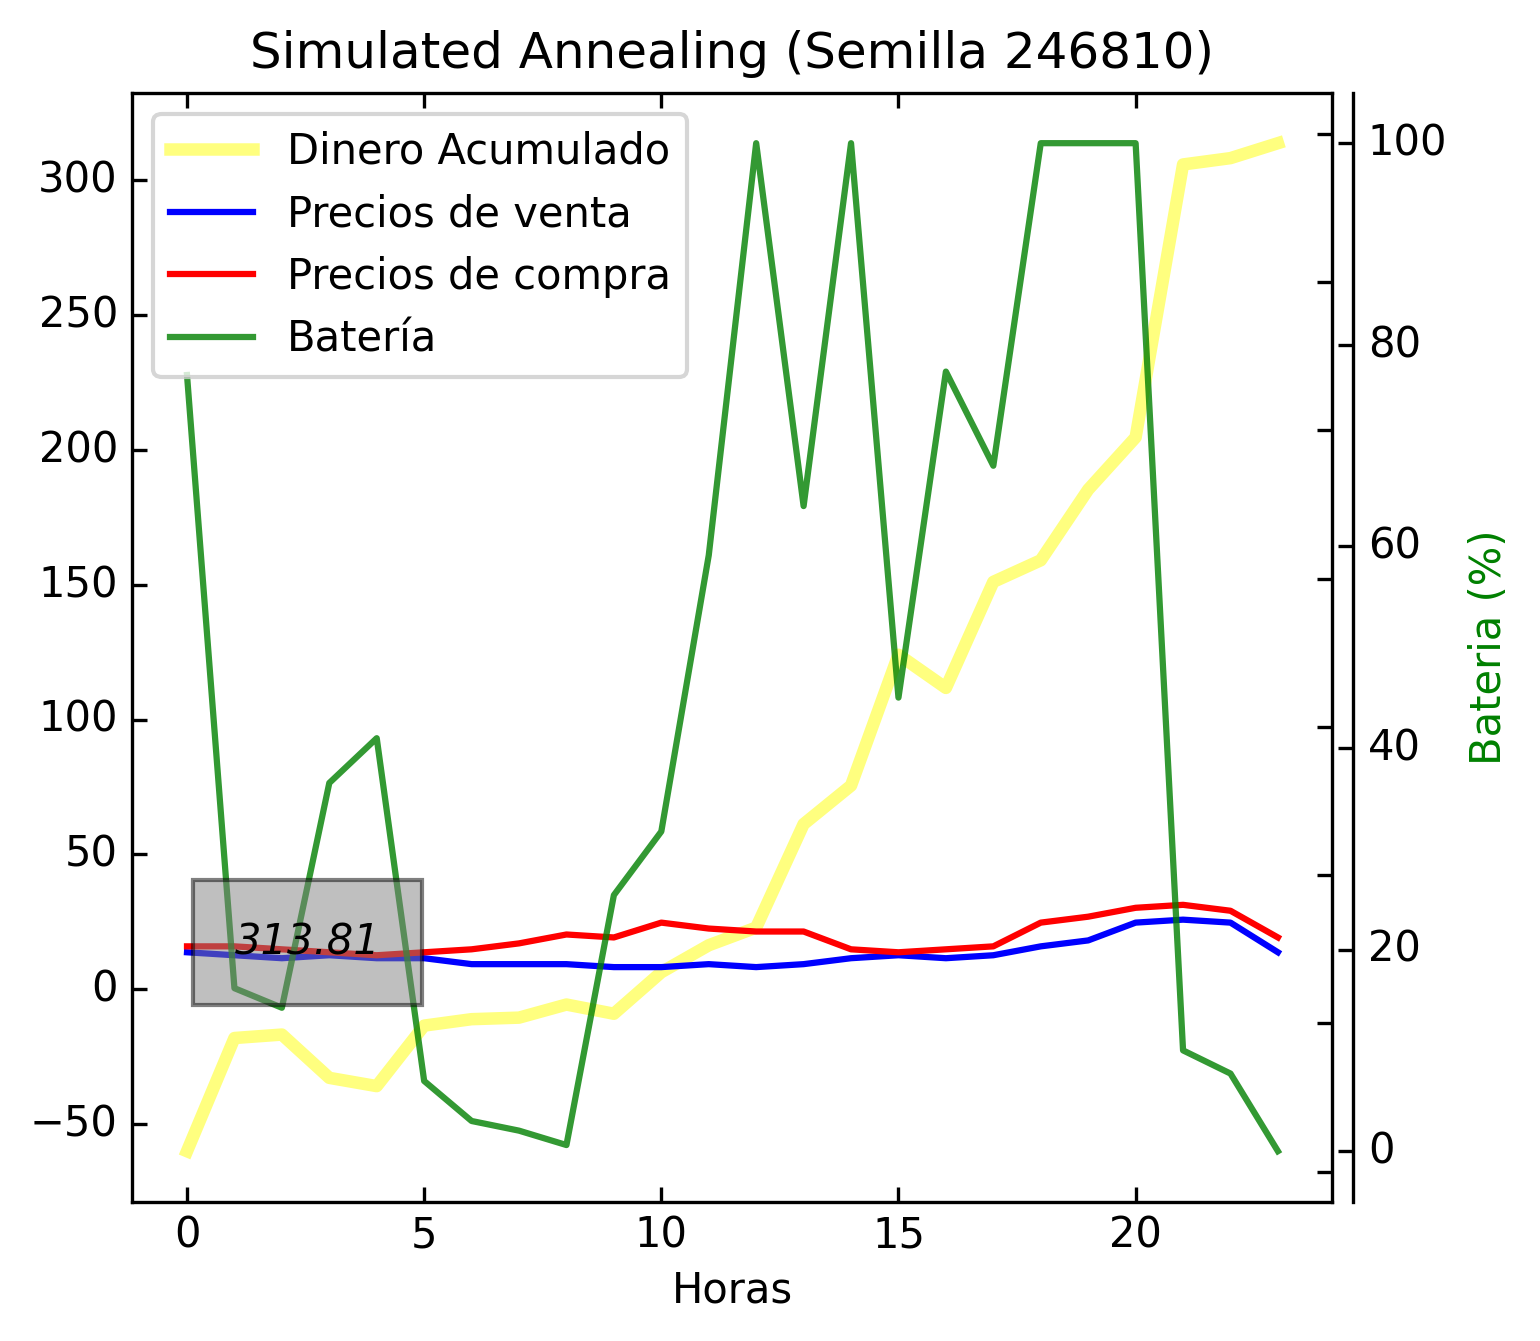 Simulated Annealing (Semilla 246810)
Dinero Acumulado
Precios de venta
Precios de compra
Batería
300
250
200
150
100
50
0
−50
313.81
100
80
60
40
20
0
Bateria (%)
0 5 10 15 20
Horas